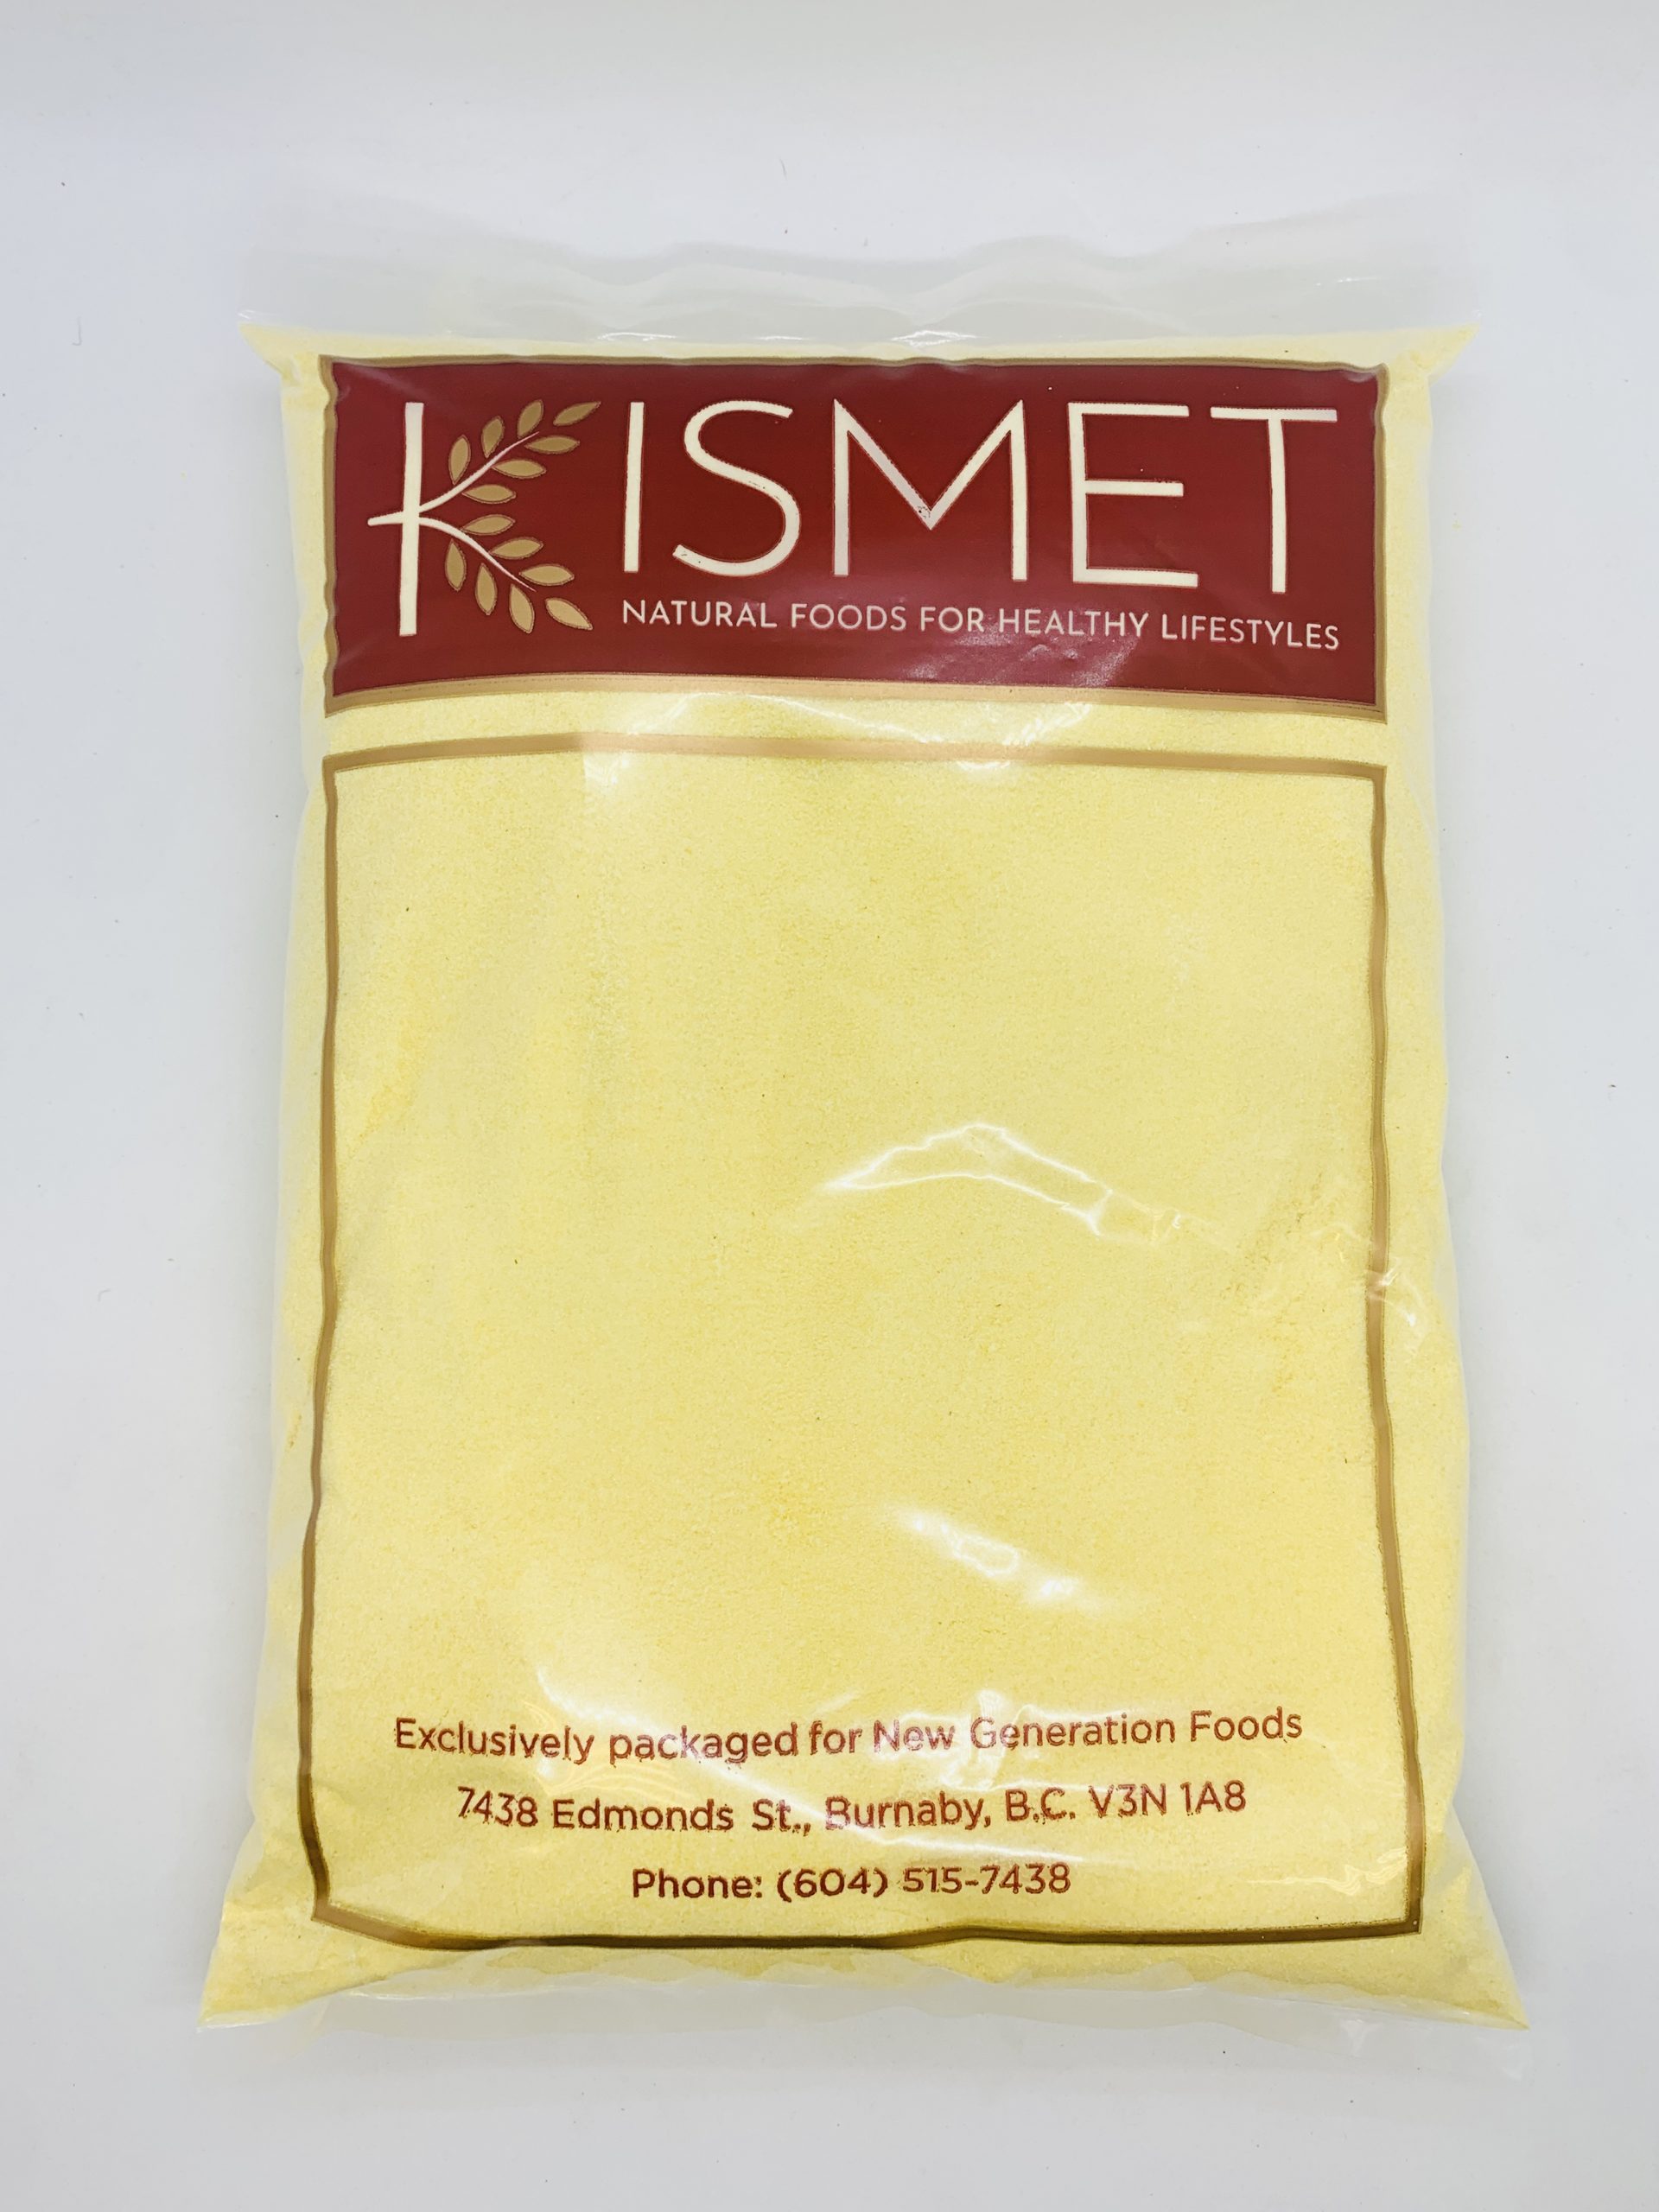 KISMET
NATURAL FOODS FOR HEALTHY LIFESTYLES
Exclusively packaged for New Generation Foods
7438 Edmonds St., Burnaby, B.C. V3N 1A8
Phone: (604) 515-7438